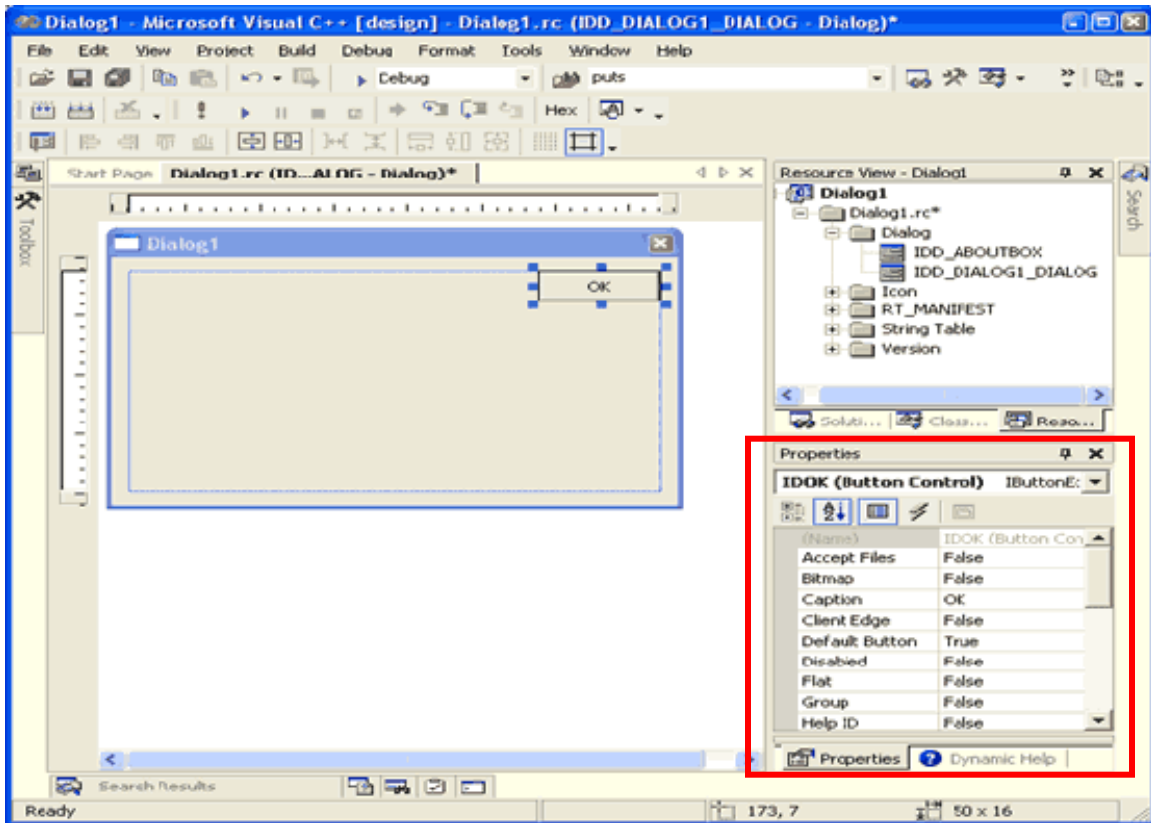 Dialog1 - Microsoft Visual C++ [design] - Dialog1.rc (IDD_DIALOG1_DIALOG - Dialog)*
File Edit View Project Build Debug Format Tools Window Help
Debug puts
Hex
Start Page Dialog1.rc (ID...ALOG - Dialog)*
Toolbox
Dialog1
OK
Resource View - Dialog1
Dialog1
Dialog1.rc*
Dialog
IDD_ABOUTBOX
IDD_DIALOG1_DIALOG
Icon
RT_MANIFEST
String Table
Version
Soluti... Class... Reso...
Search
Properties
IDOK (Button Control) IButtonE:
(Name) IDOK (Button Con
Accept Files False
Bitmap False
Caption OK
Client Edge False
Default Button True
Disabled False
Flat False
Group False
Help ID False
Properties Dynamic Help
Search Results
Ready 173, 7 50 x 16